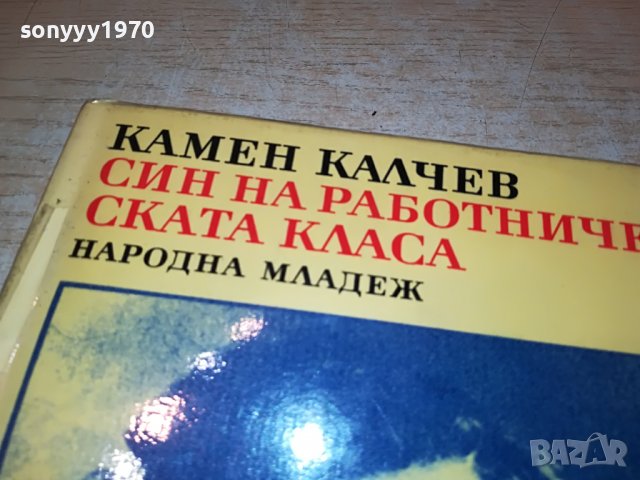 sonyyy1970
КАМЕН КАЛЧЕВ
СИН НА РАБОТНИЧЕ
СКАТА КЛАСА
НАРОДНА МЛАДЕЖ
BAZAR